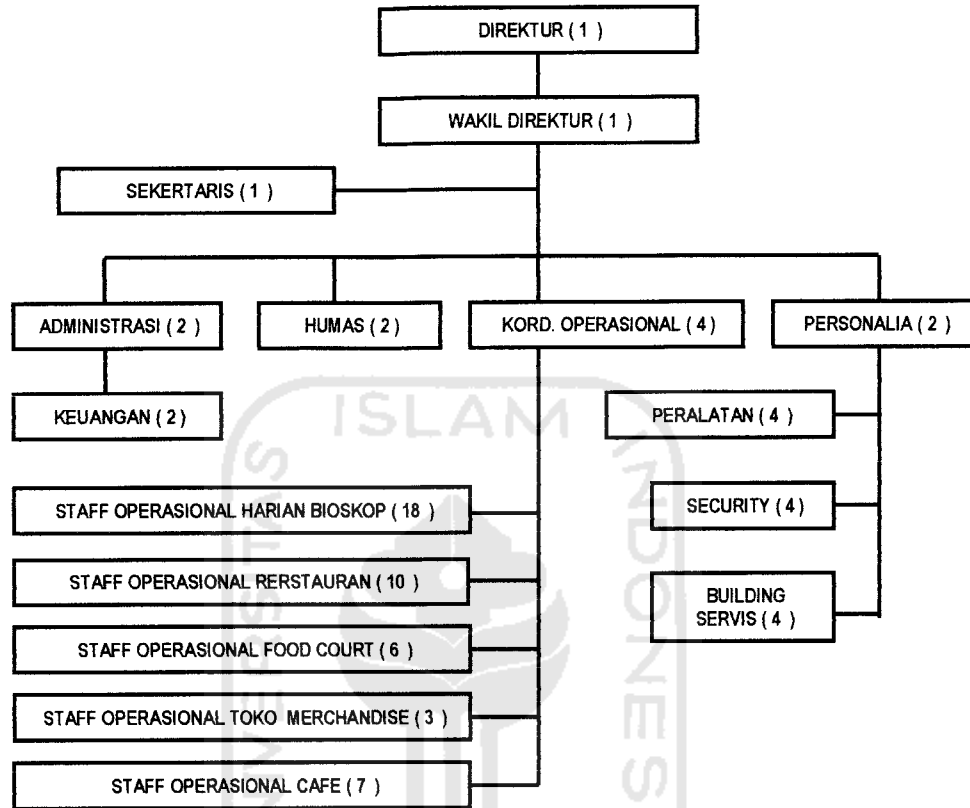 DIREKTUR ( 1 )
WAKIL DIREKTUR ( 1 )
SEKERTARIS ( 1 )
ADMINISTRASI ( 2 )
HUMAS ( 2 )
KORD. OPERASIONAL ( 4 )
PERSONALIA ( 2 )
KEUANGAN ( 2 )
PERALATAN ( 4 )
SECURITY ( 4 )
BUILDING
SERVIS ( 4 )
STAFF OPERASIONAL HARIAN BIOSKOP ( 18 )
STAFF OPERASIONAL RERSTAURAN ( 10 )
STAFF OPERASIONAL FOOD COURT ( 6 )
STAFF OPERASIONAL TOKO MERCHANDISE ( 3 )
STAFF OPERASIONAL CAFE ( 7 )
ISLAM